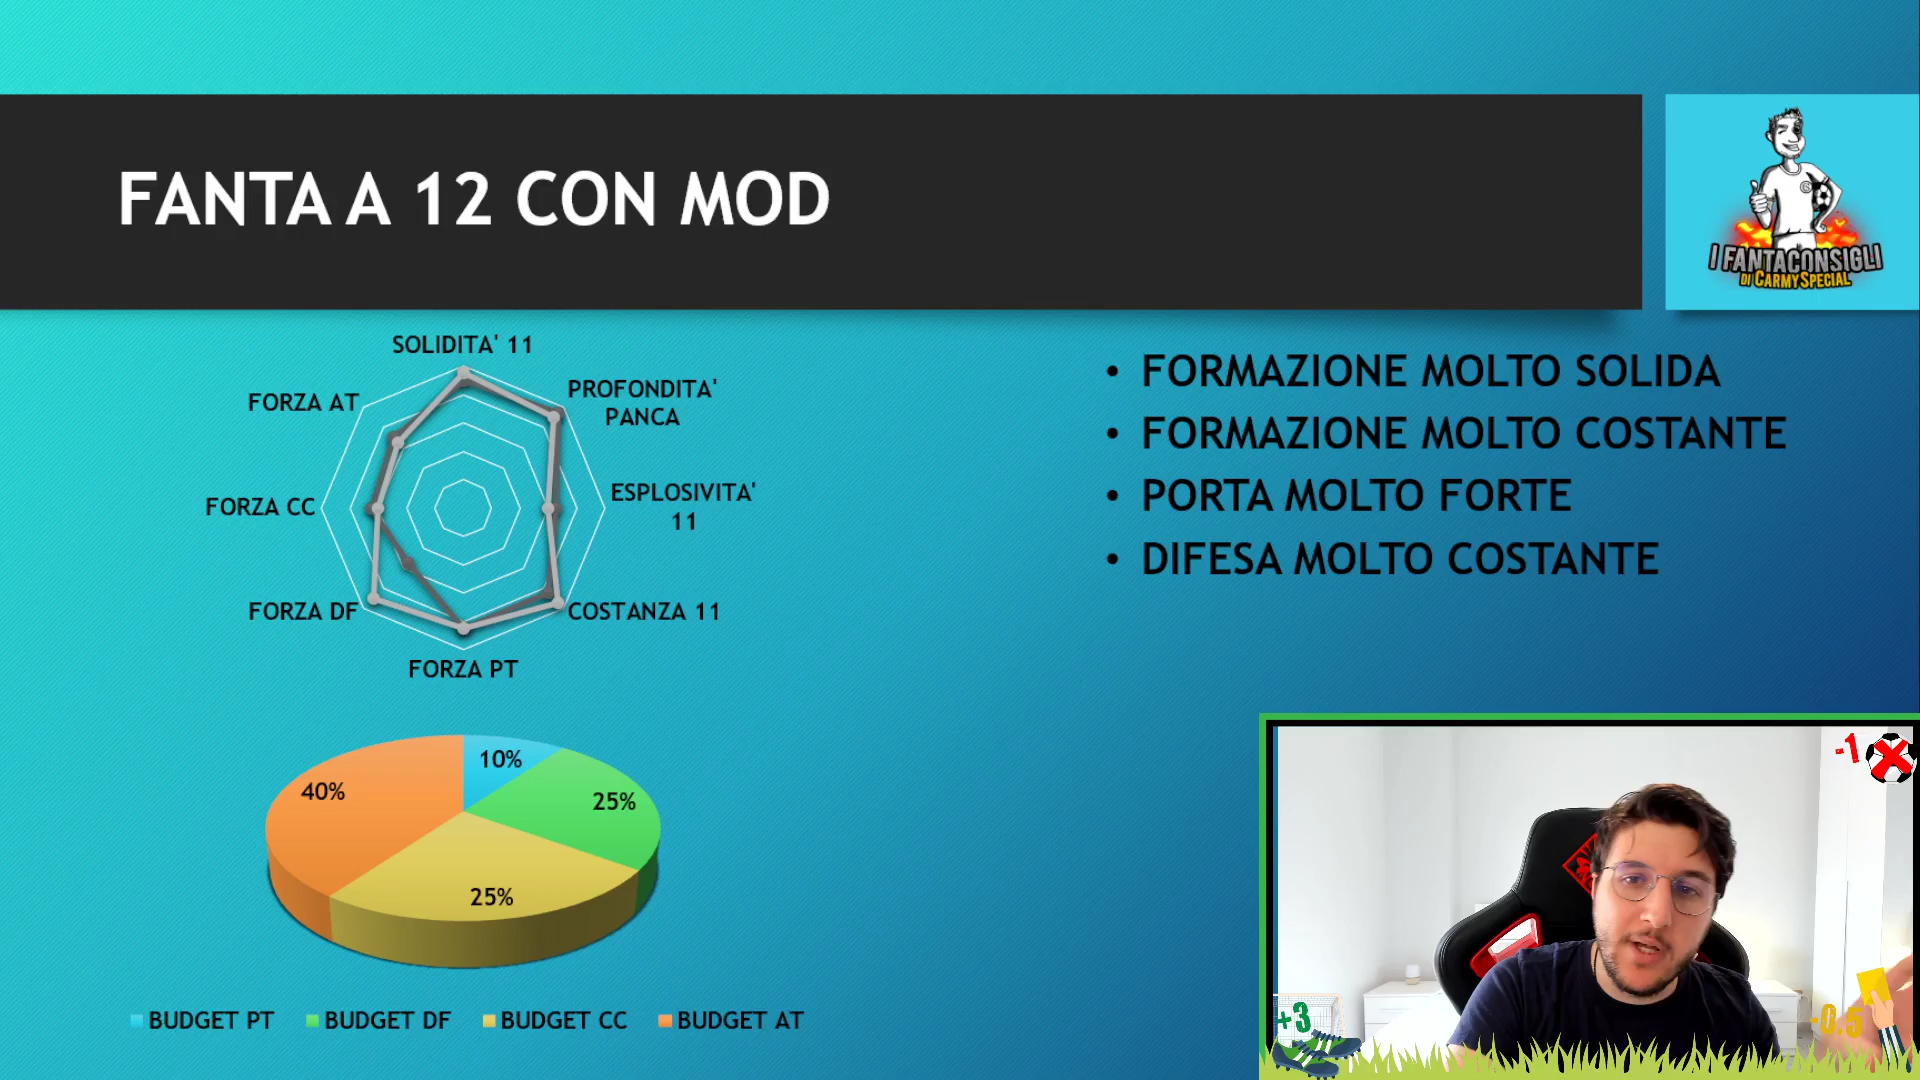 FANTA A 12 CON MOD
I FANTACONSIGLI
DI CARMYSPECIAL
SOLIDITA' 11
PROFONDITA'
PANCA
ESPLOSIVITA'
11
COSTANZA 11
FORZA PT
FORZA DF
FORZA CC
FORZA AT
• FORMAZIONE MOLTO SOLIDA
• FORMAZIONE MOLTO COSTANTE
• PORTA MOLTO FORTE
• DIFESA MOLTO COSTANTE
10%
25%
25%
40%
BUDGET PT BUDGET DF BUDGET CC BUDGET AT
-1
+3
-0.5